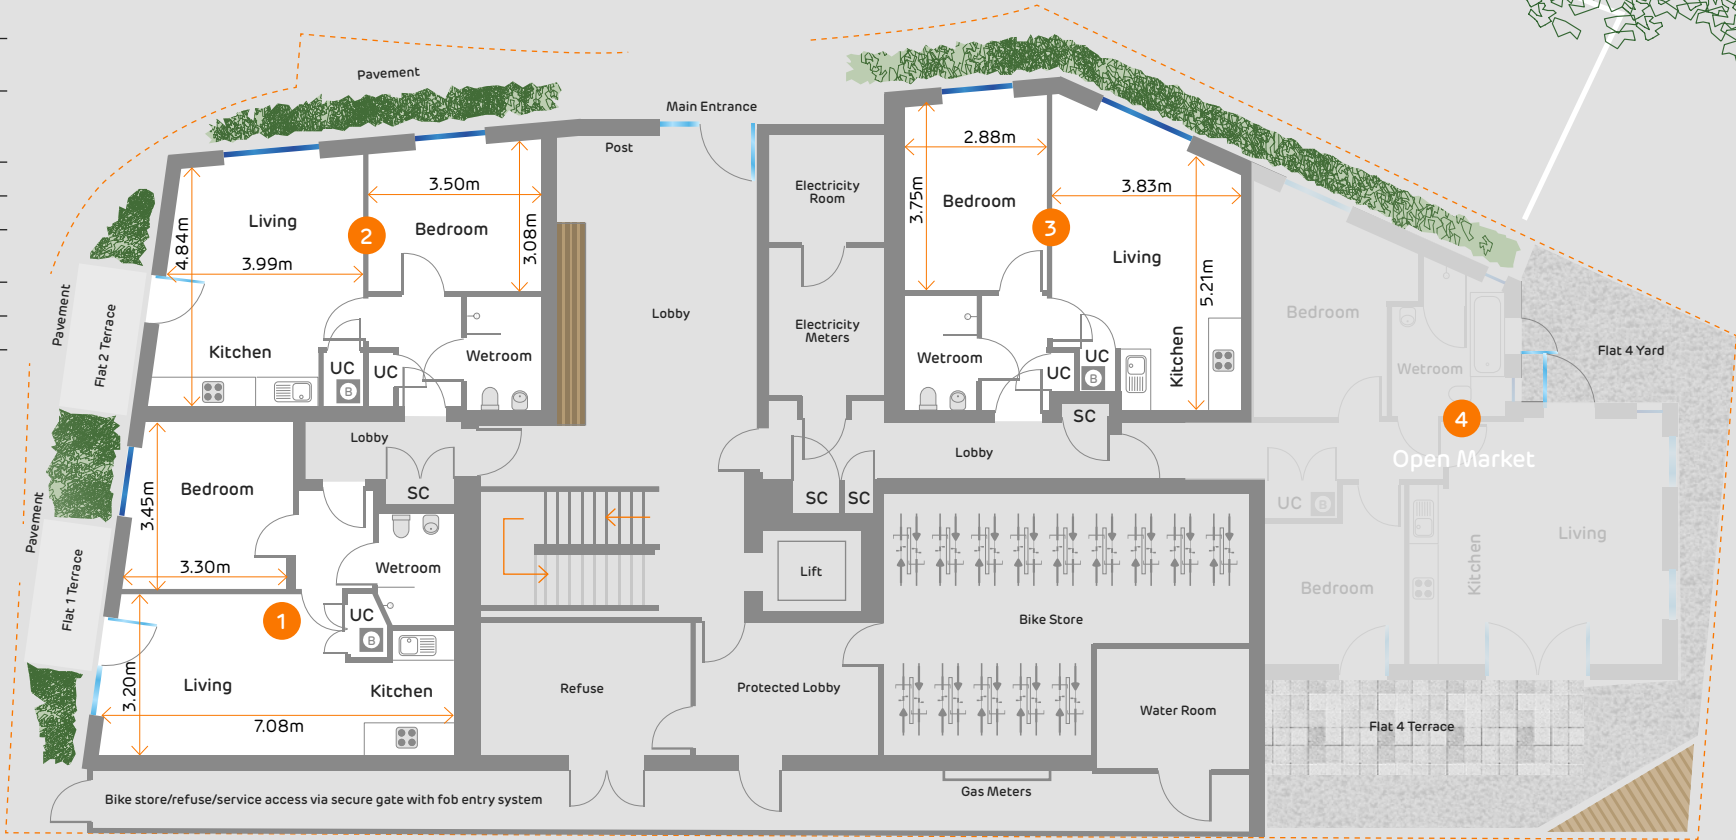 Pavement
Main Entrance
Post
Living
3.50m
Bedroom
4.84m
3.99m
2
3.08m
Kitchen
UC
B
UC
Wetroom
Pavement
Flat 2 Terrace
Lobby
Electricity
Room
Electricity
Meters
2.88m
3.75m
Bedroom
3
3.83m
Living
5.21m
Kitchen
Wetroom
UC
UC
B
SC
Lobby
SC
SC
Bedroom
Wetroom
Flat 4 Yard
4
Open Market
UC
B
Living
Kitchen
Bedroom
Flat 4 Terrace
Lobby
SC
Bedroom
3.45m
3.30m
Pavement
Flat 1 Terrace
1
Wetroom
UC
B
3.20m
Living
Kitchen
7.08m
Lift
Bike Store
Refuse
Protected Lobby
Water Room
Gas Meters
Bike store/refuse/service access via secure gate with fob entry system